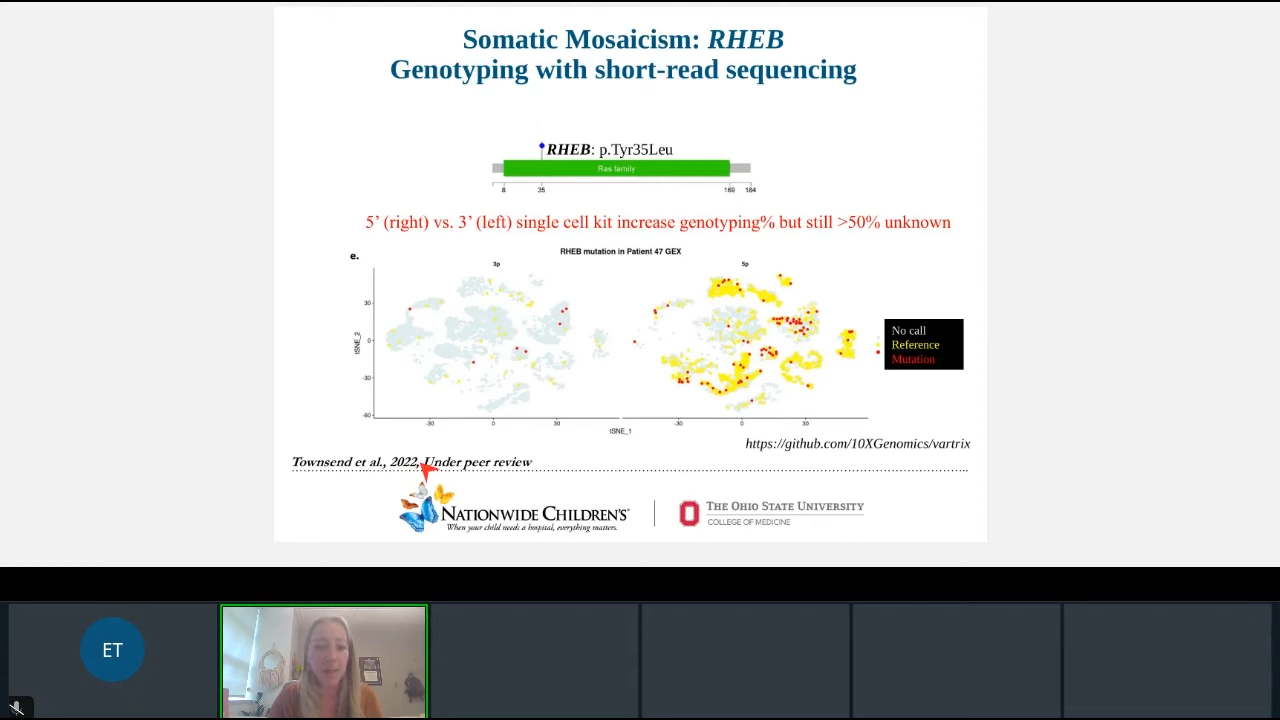 Somatic Mosaicism: RHEB
Genotyping with short-read sequencing
RHEB: p.Tyr35Leu
Ras family
8 35 169 184
5' (right) vs. 3' (left) single cell kit increase genotyping% but still >50% unknown
e.
RHEB mutation in Patient 47 GEX
3p 5p
30
0
-30
-60
tSNE_2
No call
Reference
Mutation
-30 0 30 -30 0 30
tSNE_1
https://github.com/10XGenomics/vartrix
Townsend et al., 2022, Under peer review
NATIONWIDE CHILDREN'S
When your child needs a hospital, everything matters.
THE OHIO STATE UNIVERSITY
COLLEGE OF MEDICINE
ET